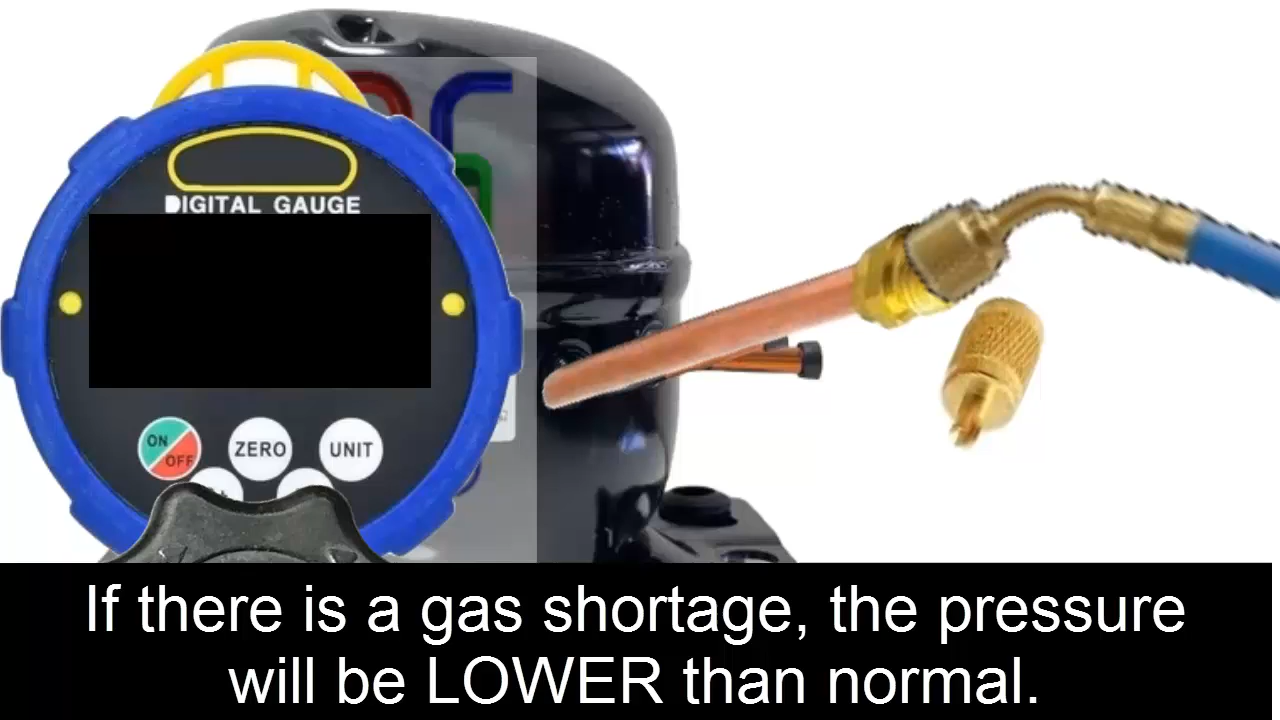 DIGITAL GAUGE
ON
OFF
ZERO
UNIT
If there is a gas shortage, the pressure
will be LOWER than normal.